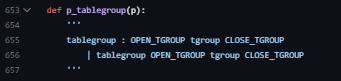 653 def p_tablegroup(p):
654 '''
655 tablegroup : OPEN_TGROUP tgroup CLOSE_TGROUP
656 | tablegroup OPEN_TGROUP tgroup CLOSE_TGROUP
657 '''